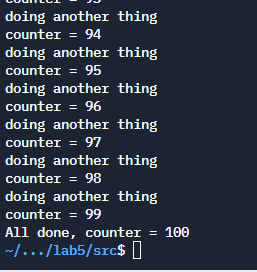 counter = 93
doing another thing
counter = 94
doing another thing
counter = 95
doing another thing
counter = 96
doing another thing
counter = 97
doing another thing
counter = 98
doing another thing
counter = 99
All done, counter = 100
~/.../lab5/src$